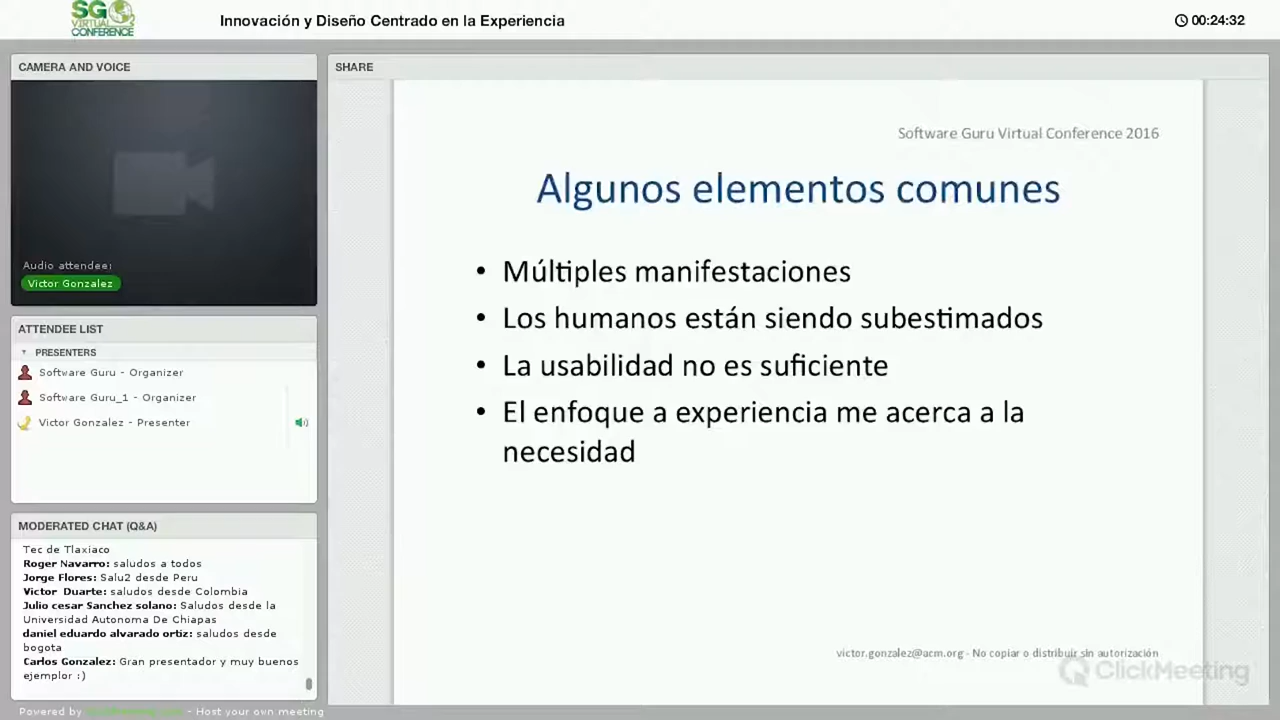 SG
VIRTUAL
CONFERENCE
Innovación y Diseño Centrado en la Experiencia
00:24:32
CAMERA AND VOICE
Audio attendee:
Victor Gonzalez
ATTENDEE LIST
PRESENTERS
Software Guru - Organizer
Software Guru_1 - Organizer
Victor Gonzalez - Presenter
MODERATED CHAT (Q&A)
Tec de Tlaxiaco
Roger Navarro: saludos a todos
Jorge Flores: Salu2 desde Peru
Victor Duarte: saludos desde Colombia
Julio cesar Sanchez solano: Saludos desde la
Universidad Autonoma De Chiapas
daniel eduardo alvarado ortiz: saludos desde
bogota
Carlos Gonzalez: Gran presentador y muy buenos
ejemplor :)
Powered by - Host your own meeting
SHARE
Software Guru Virtual Conference 2016
Algunos elementos comunes
• Múltiples manifestaciones
• Los humanos están siendo subestimados
• La usabilidad no es suficiente
• El enfoque a experiencia me acerca a la
necesidad
victor.gonzalez@acm.org - No copiar o distribuir sin autorización
ClickMeeting